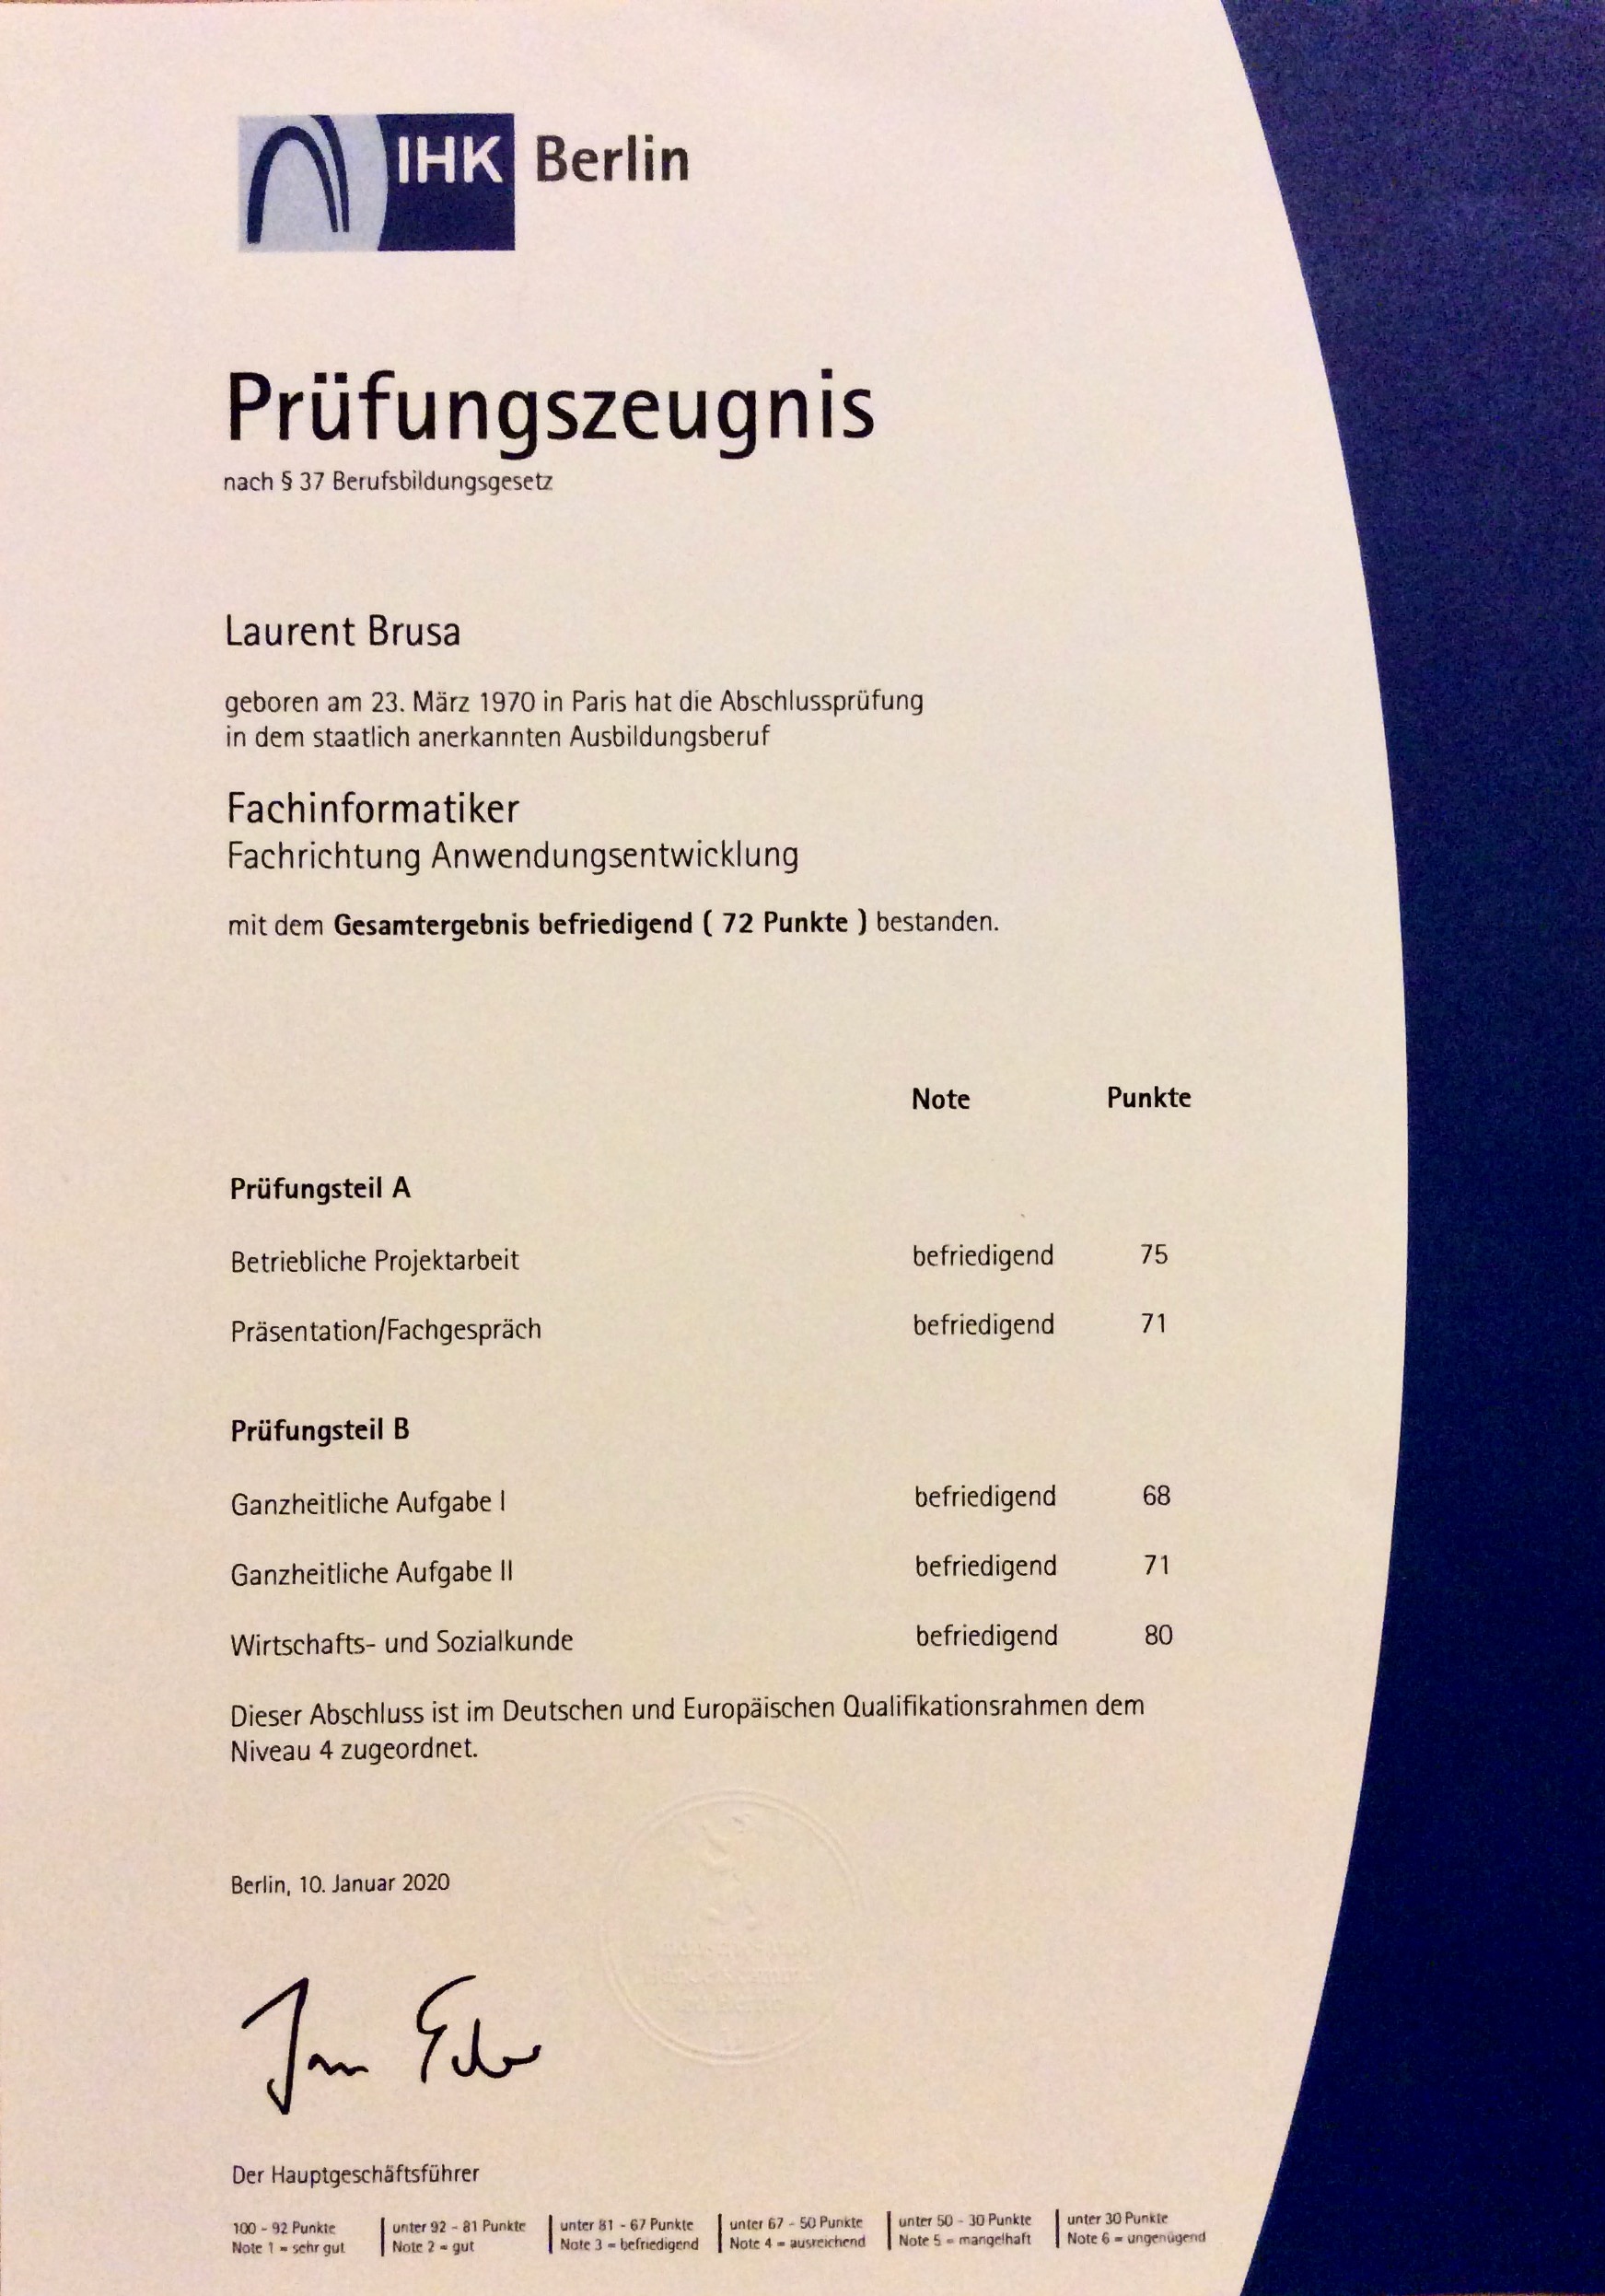 IHK Berlin
Prüfungszeugnis
nach § 37 Berufsbildungsgesetz
Laurent Brusa
geboren am 23. März 1970 in Paris hat die Abschlussprüfung
in dem staatlich anerkannten Ausbildungsberuf
Fachinformatiker
Fachrichtung Anwendungsentwicklung
mit dem Gesamtergebnis befriedigend ( 72 Punkte ) bestanden.
Note Punkte
Prüfungsteil A
Betriebliche Projektarbeit befriedigend 75
Präsentation/Fachgespräch befriedigend 71
Prüfungsteil B
Ganzheitliche Aufgabe I befriedigend 68
Ganzheitliche Aufgabe II befriedigend 71
Wirtschafts- und Sozialkunde befriedigend 80
Dieser Abschluss ist im Deutschen und Europäischen Qualifikationsrahmen dem
Niveau 4 zugeordnet.
Berlin, 10. Januar 2020
Der Hauptgeschäftsführer
100 - 92 Punkte | unter 92 - 81 Punkte | unter 81 - 67 Punkte | unter 67 - 50 Punkte | unter 50 - 30 Punkte | unter 30 Punkte
Note 1 = sehr gut | Note 2 = gut | Note 3 = befriedigend | Note 4 = ausreichend | Note 5 = mangelhaft | Note 6 = ungenügend